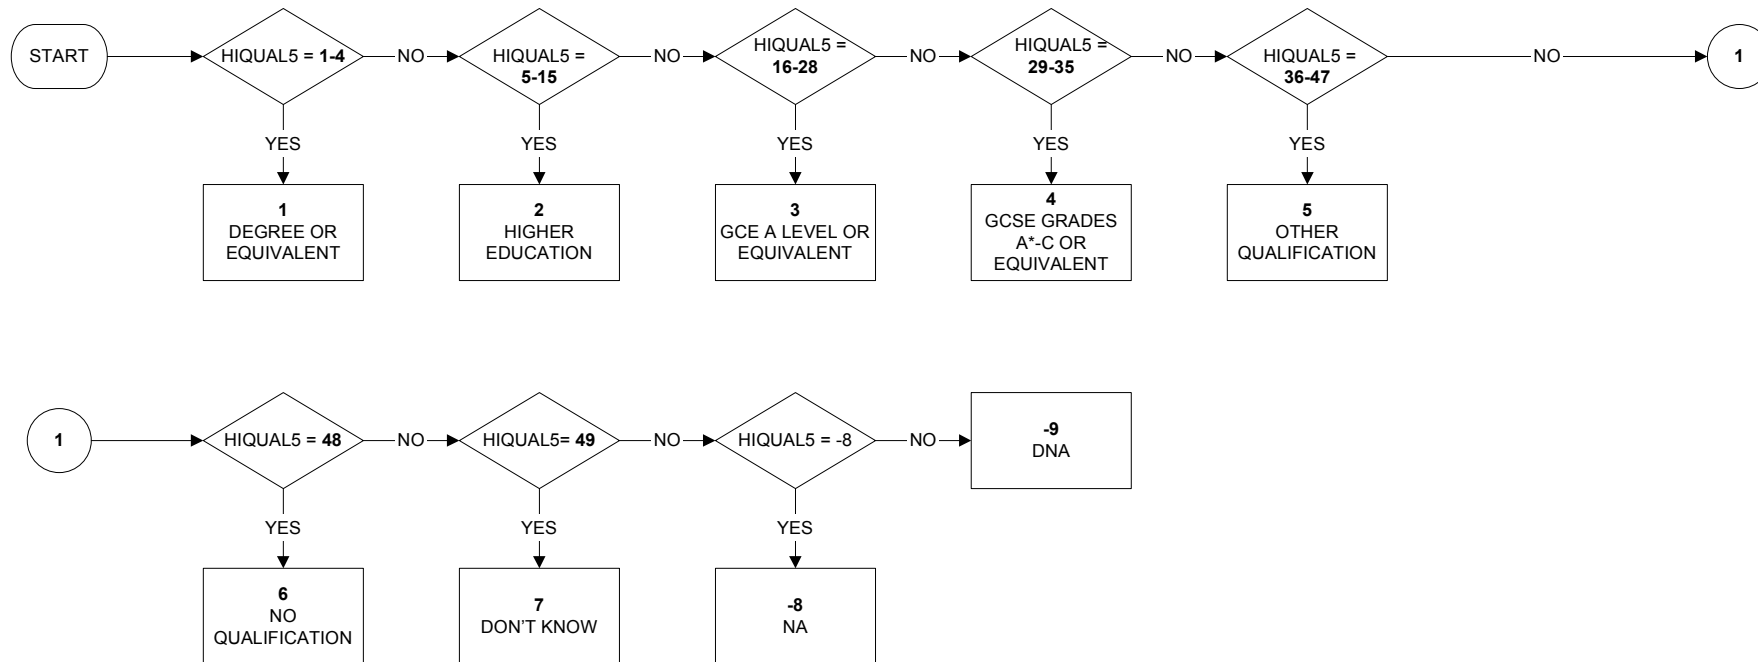 START
HIQUAL5 = 1-4
NO
HIQUAL5 =
5-15
NO
HIQUAL5 =
16-28
NO
HIQUAL5 =
29-35
NO
HIQUAL5 =
36-47
NO
1
YES
YES
YES
YES
YES
1
DEGREE OR
EQUIVALENT
2
HIGHER
EDUCATION
3
GCE A LEVEL OR
EQUIVALENT
4
GCSE GRADES
A*-C OR
EQUIVALENT
5
OTHER
QUALIFICATION
1
HIQUAL5 = 48
NO
HIQUAL5= 49
NO
HIQUAL5 = -8
NO
-9
DNA
YES
YES
YES
6
NO
QUALIFICATION
7
DON'T KNOW
-8
NA